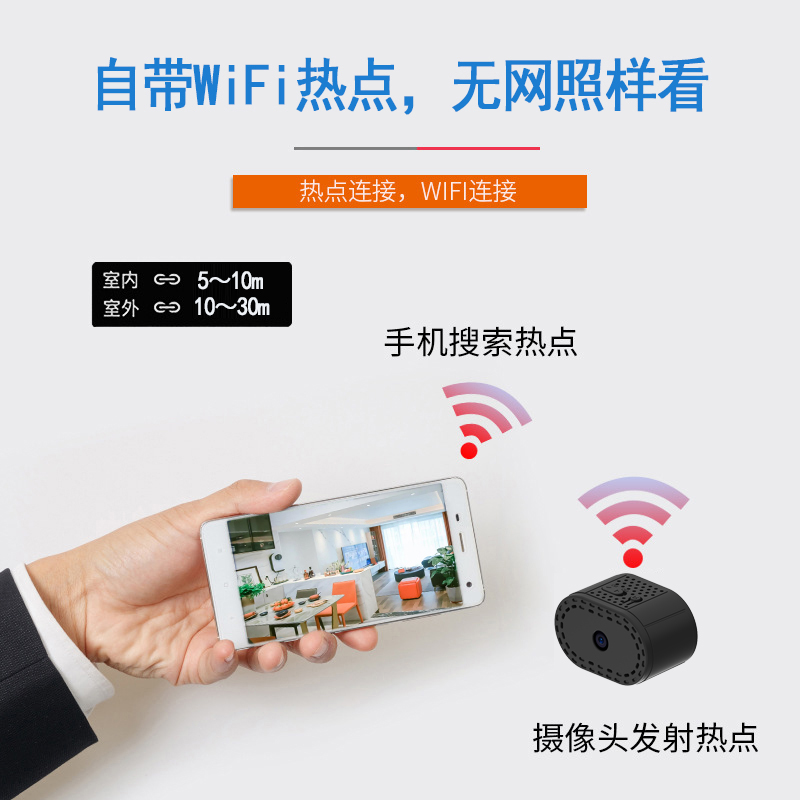 自带WiFi热点，无网照样看
热点连接，WIFI连接
室内 5～10m
室外 10～30m
手机搜索热点
摄像头发射热点